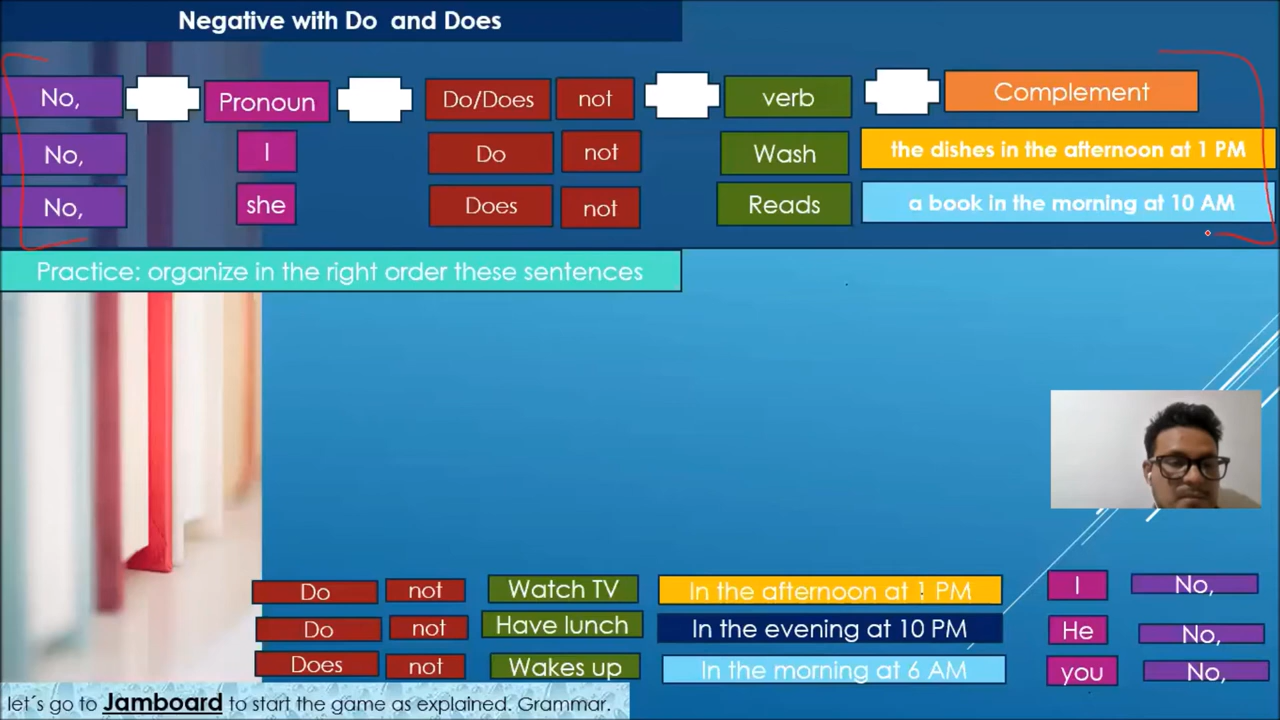 Negative with Do and Does
No, Pronoun Do/Does not verb Complement
No, I Do not Wash the dishes in the afternoon at 1 PM
No, she Does not Reads a book in the morning at 10 AM
Practice: organize in the right order these sentences
Do not Watch TV In the afternoon at 1 PM I No,
Do not Have lunch In the evening at 10 PM He No,
Does not Wakes up In the morning at 6 AM you No,
let´s go to Jamboard to start the game as explained. Grammar.